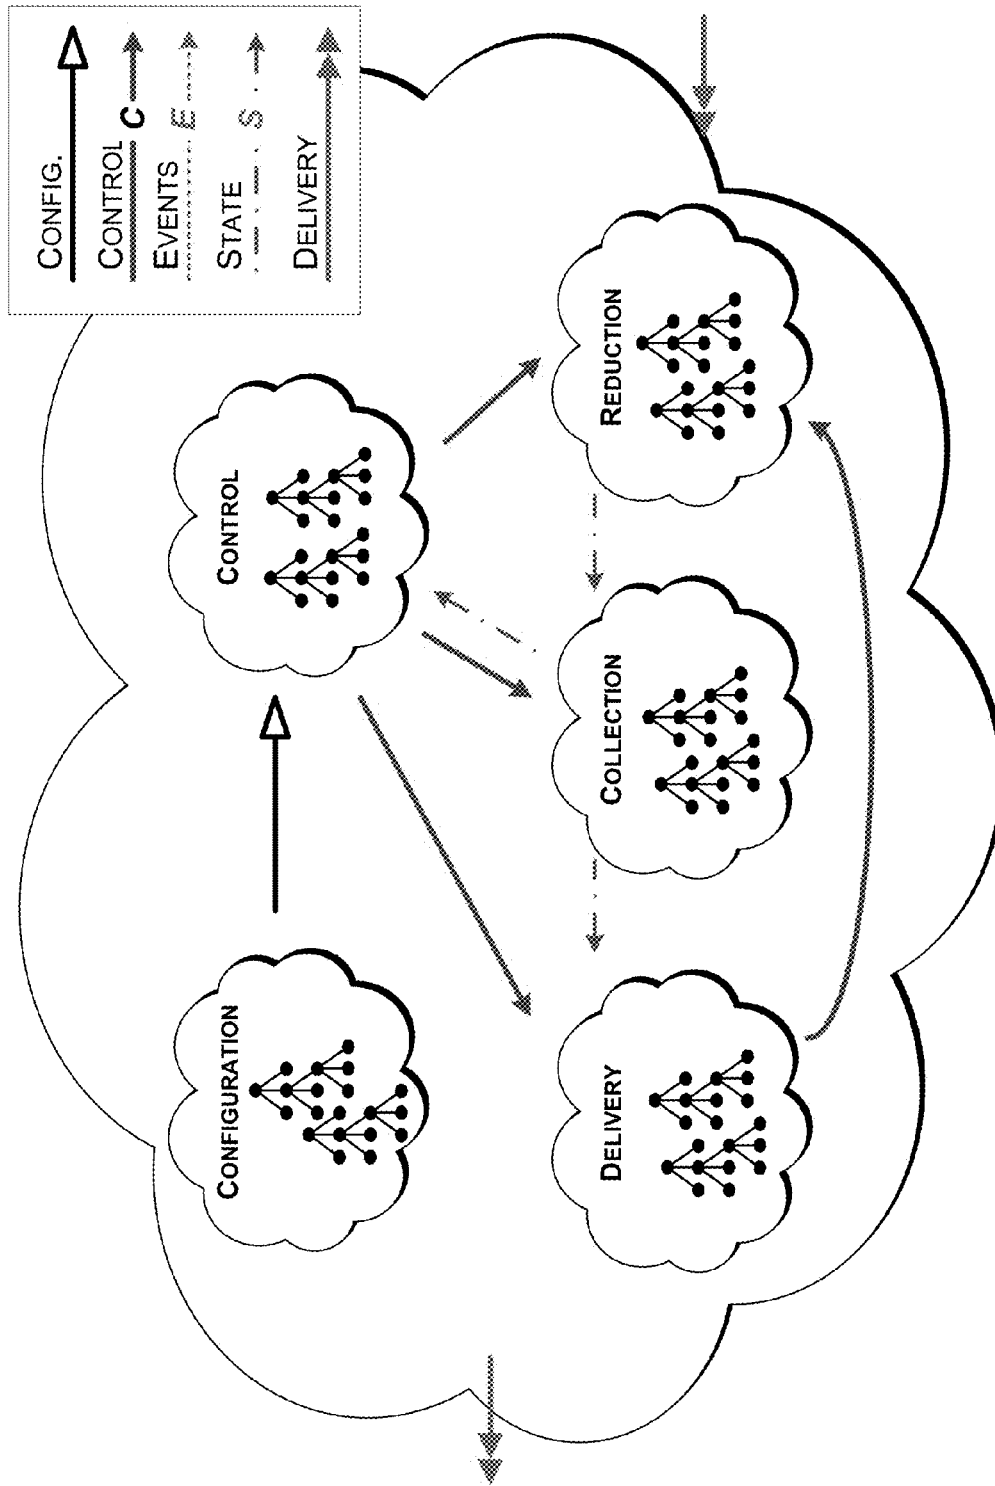 CONFIG.
CONTROL
C
EVENTS
E
STATE
S
DELIVERY
CONFIGURATION
CONTROL
DELIVERY
COLLECTION
REDUCTION